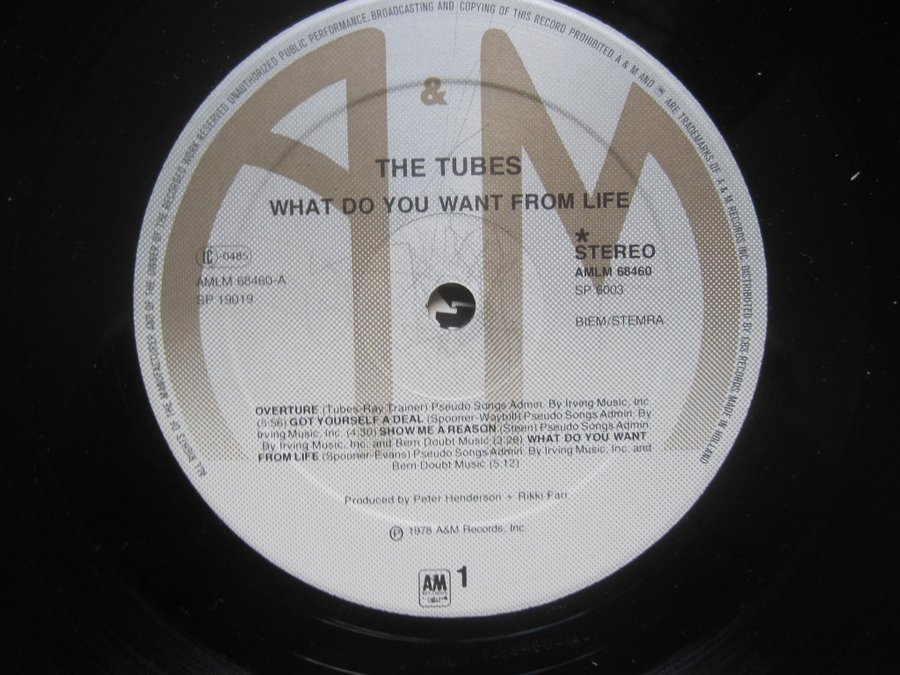 ALL RIGHTS OF THE MANUFACTURER AND OF THE OWNER OF THE RECORDED WORK RESERVED. UNAUTHORIZED PUBLIC PERFORMANCE. BROADCASTING AND COPYING OF THIS RECORD PROHIBITED. A & M AND ARE TRADEMARKS OF A & M RECORDS INC. DISTRIBUTED BY CBS RECORDS MADE IN HOLLAND
A & M
THE TUBES
WHAT DO YOU WANT FROM LIFE
LC-0485
AMLM 68460-A
SP 19019
*
STEREO
AMLM 68460
SP 6003
BIEM/STEMRA
OVERTURE (Tubes-Ray Trainer) Pseudo Songs Admin. By Irving Music, Inc.
(5:56) GOT YOURSELF A DEAL (Spooner-Waybill) Pseudo Songs Admin. By
Irving Music, Inc. (4:30) SHOW ME A REASON (Steen) Pseudo Songs Admin.
By Irving Music, Inc. and Bern Doubt Music (3:28) WHAT DO YOU WANT
FROM LIFE (Spooner-Evans) Pseudo Songs Admin. By Irving Music, Inc. and
Bern Doubt Music (5:12)
Produced by Peter Henderson + Rikki Farr
Ⓟ 1978 A&M Records, Inc.
AM 1